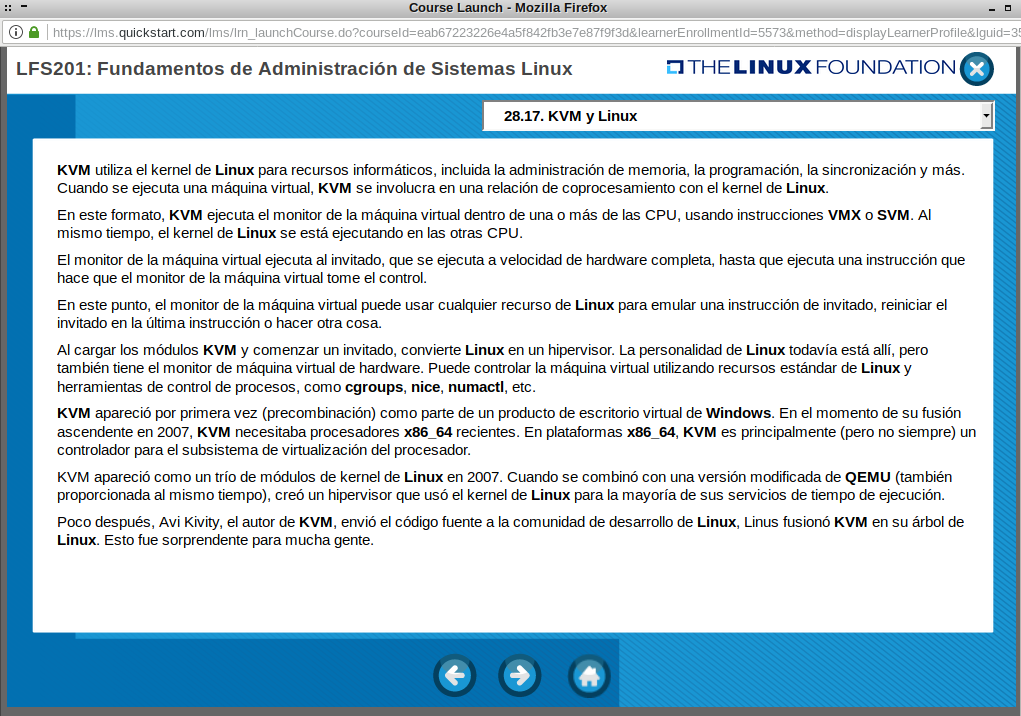 Course Launch - Mozilla Firefox
https://lms.quickstart.com/lms/lrn_launchCourse.do?courseId=eab67223226e4a5f842fb3e7e87f9f3d&learnerEnrollmentId=5573&method=displayLearnerProfile&lguid=35
LFS201: Fundamentos de Administración de Sistemas Linux
THE LINUX FOUNDATION
28.17. KVM y Linux
KVM utiliza el kernel de Linux para recursos informáticos, incluida la administración de memoria, la programación, la sincronización y más.
Cuando se ejecuta una máquina virtual, KVM se involucra en una relación de coprocesamiento con el kernel de Linux.
En este formato, KVM ejecuta el monitor de la máquina virtual dentro de una o más de las CPU, usando instrucciones VMX o SVM. Al
mismo tiempo, el kernel de Linux se está ejecutando en las otras CPU.
El monitor de la máquina virtual ejecuta al invitado, que se ejecuta a velocidad de hardware completa, hasta que ejecuta una instrucción que
hace que el monitor de la máquina virtual tome el control.
En este punto, el monitor de la máquina virtual puede usar cualquier recurso de Linux para emular una instrucción de invitado, reiniciar el
invitado en la última instrucción o hacer otra cosa.
Al cargar los módulos KVM y comenzar un invitado, convierte Linux en un hipervisor. La personalidad de Linux todavía está allí, pero
también tiene el monitor de máquina virtual de hardware. Puede controlar la máquina virtual utilizando recursos estándar de Linux y
herramientas de control de procesos, como cgroups, nice, numactl, etc.
KVM apareció por primera vez (precombinación) como parte de un producto de escritorio virtual de Windows. En el momento de su fusión
ascendente en 2007, KVM necesitaba procesadores x86_64 recientes. En plataformas x86_64, KVM es principalmente (pero no siempre) un
controlador para el subsistema de virtualización del procesador.
KVM apareció como un trío de módulos de kernel de Linux en 2007. Cuando se combinó con una versión modificada de QEMU (también
proporcionada al mismo tiempo), creó un hipervisor que usó el kernel de Linux para la mayoría de sus servicios de tiempo de ejecución.
Poco después, Avi Kivity, el autor de KVM, envió el código fuente a la comunidad de desarrollo de Linux, Linus fusionó KVM en su árbol de
Linux. Esto fue sorprendente para mucha gente.